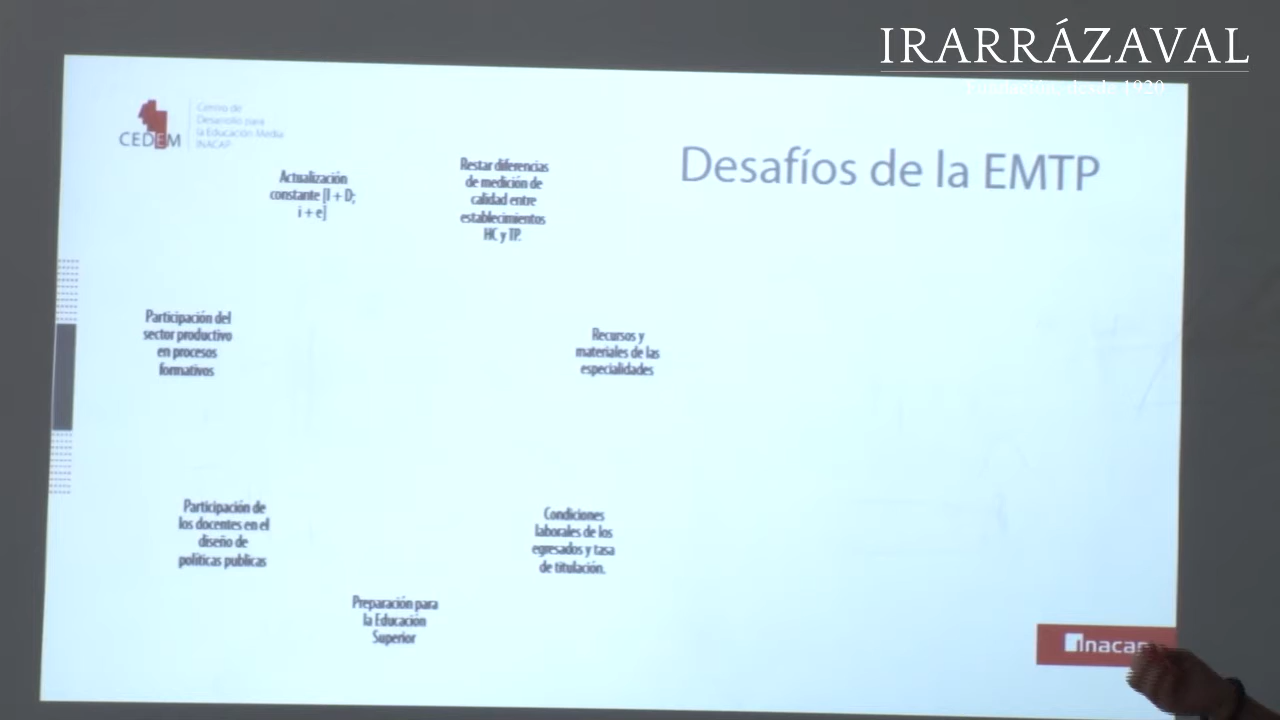 IRARRÁZAVAL
Fundación, desde 1920
CEDEM
Centro de
Desarrollo para
la Educación Media
INACAP
Desafíos de la EMTP
Actualización
constante [I + D;
i + e]
Restar diferencias
de medición de
calidad entre
establecimientos
HC y TP.
Participación del
sector productivo
en procesos
formativos
Recursos y
materiales de las
especialidades
Participación de
los docentes en el
diseño de
políticas publicas
Condiciones
laborales de los
egresados y tasa
de titulación.
Preparación para
la Educación
Superior
Inacap